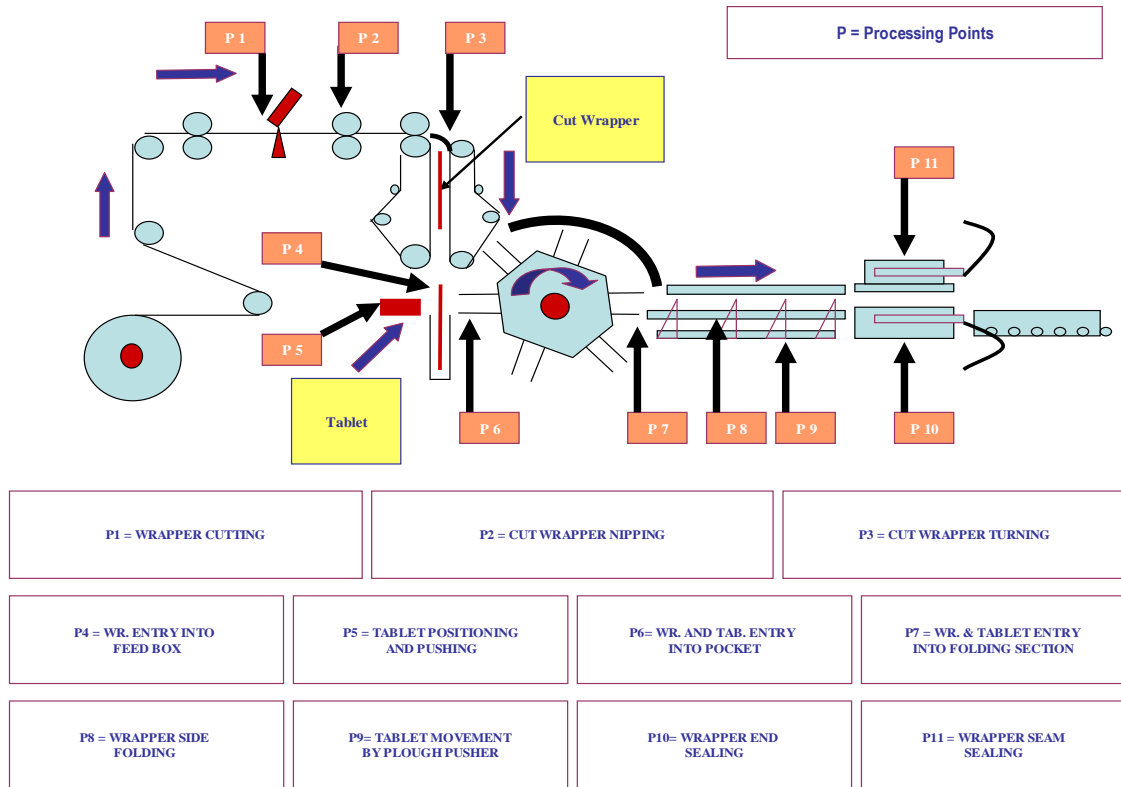 P 1
P 2
P 3
P = Processing Points
Cut Wrapper
P 11
P 4
P 5
Tablet
P 6
P 7
P 8
P 9
P 10
P1 = WRAPPER CUTTING
P2 = CUT WRAPPER NIPPING
P3 = CUT WRAPPER TURNING
P4 = WR. ENTRY INTO
FEED BOX
P5 = TABLET POSITIONING
AND PUSHING
P6= WR. AND TAB. ENTRY
INTO POCKET
P7 = WR. & TABLET ENTRY
INTO FOLDING SECTION
P8 = WRAPPER SIDE
FOLDING
P9= TABLET MOVEMENT
BY PLOUGH PUSHER
P10= WRAPPER END
SEALING
P11 = WRAPPER SEAM
SEALING